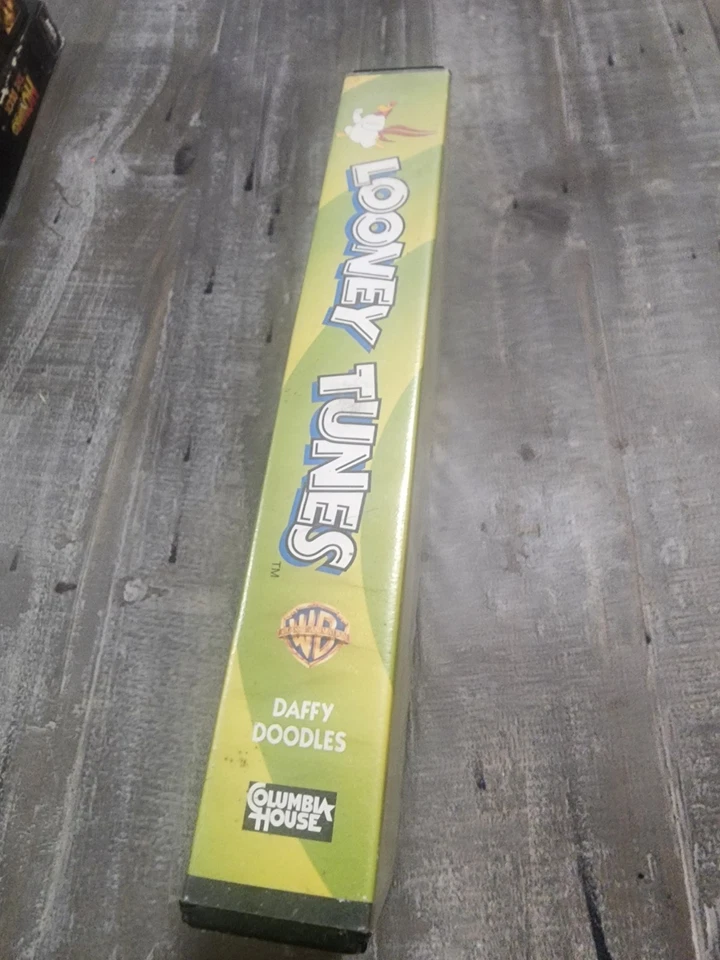 LOONEY TUNES
TM
WB
DAFFY
DOODLES
COLUMBIA
HOUSE